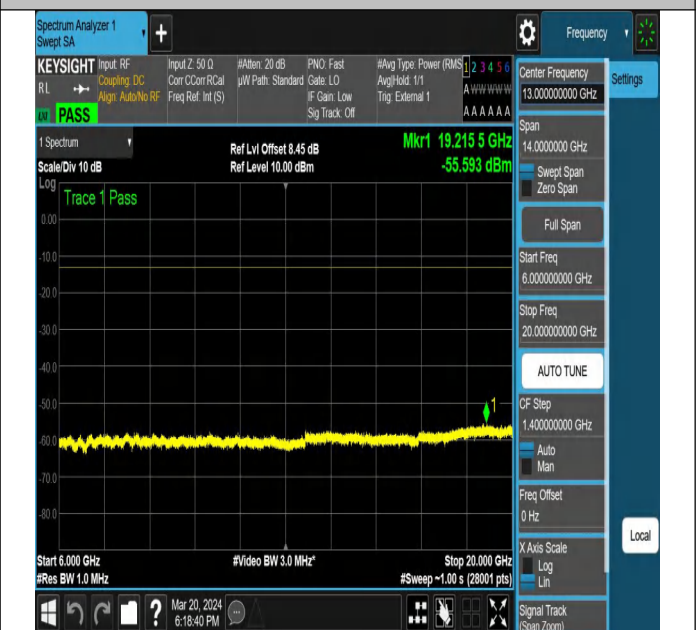 Spectrum Analyzer 1
Swept SA
+
Frequency
KEYSIGHT
RL
LXI
PASS
Input: RF
Coupling: DC
Align: Auto/No RF
Input Z: 50 Ω
Corr CCorr RCal
Freq Ref: Int (S)
#Atten: 20 dB
µW Path: Standard
PNO: Fast
Gate: LO
IF Gain: Low
Sig Track: Off
#Avg Type: Power (RMS
Avg|Hold: 1/1
Trig: External 1
1 2 3 4 5 6
A W W W W W
A A A A A A
Center Frequency
13.000000000 GHz
Settings
1 Spectrum
Scale/Div 10 dB
Ref Lvl Offset 8.45 dB
Ref Level 10.00 dBm
Mkr1 19.215 5 GHz
-55.593 dBm
Span
14.0000000 GHz
Swept Span
Zero Span
Full Span
Start Freq
6.000000000 GHz
Stop Freq
20.000000000 GHz
AUTO TUNE
CF Step
1.400000000 GHz
Auto
Man
Freq Offset
0 Hz
X Axis Scale
Log
Lin
Signal Track
(Span Zoom)
Local
Log
Trace 1 Pass
0.00
-10.0
-20.0
-30.0
-40.0
-50.0
1
-60.0
-70.0
-80.0
Start 6.000 GHz
#Res BW 1.0 MHz
#Video BW 3.0 MHz*
Stop 20.000 GHz
#Sweep ~1.00 s (28001 pts)
?
Mar 20, 2024
6:18:40 PM